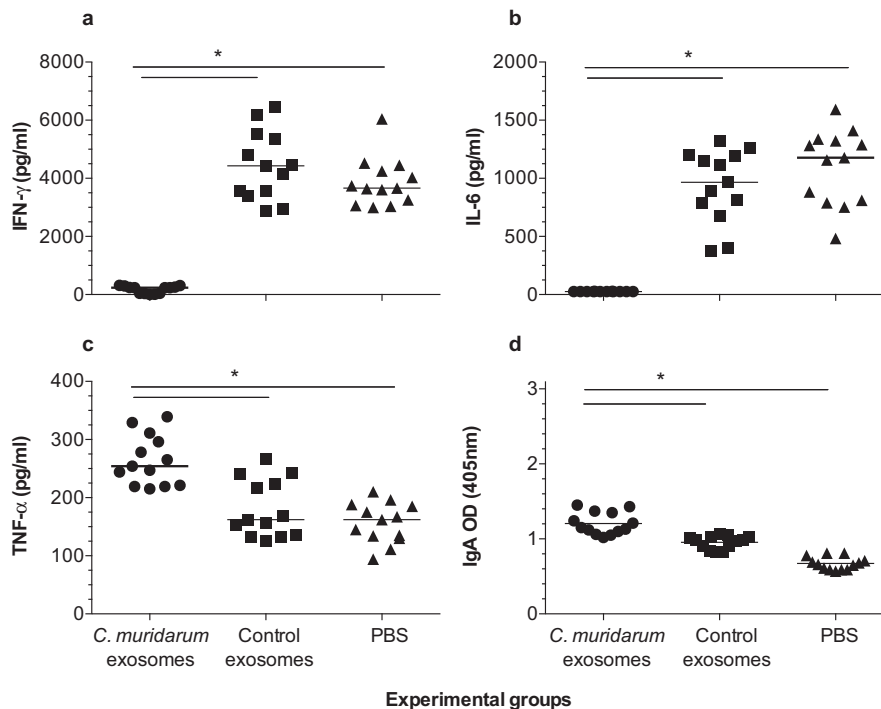 a
*
IFN-γ (pg/ml)
8000
6000
4000
2000
0
b
*
IL-6 (pg/ml)
2000
1500
1000
500
0
c
*
TNF-α (pg/ml)
400
300
200
100
0
C. muridarum
exosomes
Control
exosomes
PBS
d
*
IgA OD (405nm)
3
2
1
0
C. muridarum
exosomes
Control
exosomes
PBS
Experimental groups